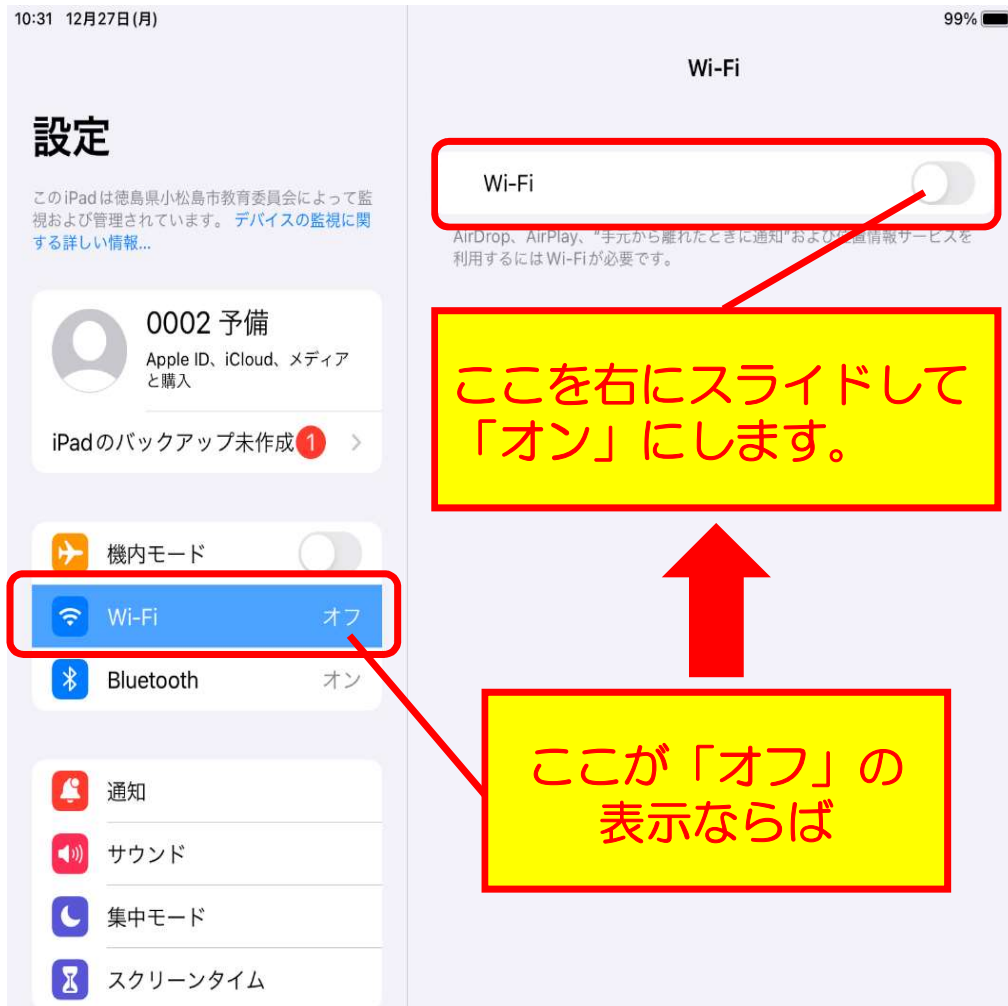 10:31 12月27日(月)
99%
設定
このiPadは徳島県小松島市教育委員会によって監
視および管理されています。デバイスの監視に関
する詳しい情報...
0002 予備
Apple ID、iCloud、メディア
と購入
iPadのバックアップ未作成 1
機内モード
Wi-Fi オフ
Bluetooth オン
通知
サウンド
集中モード
スクリーンタイム
Wi-Fi
Wi-Fi
AirDrop、AirPlay、“手元から離れたときに通知”および位置情報サービスを
利用するにはWi-Fiが必要です。
ここを右にスライドして
「オン」にします。
ここが「オフ」の
表示ならば